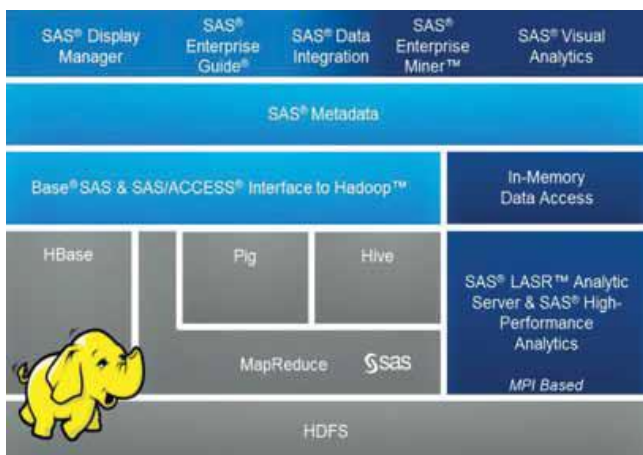 SAS® Display
Manager
SAS®
Enterprise
Guide®
SAS® Data
Integration
SAS®
Enterprise
Miner™
SAS® Visual
Analytics
SAS® Metadata
Base® SAS & SAS/ACCESS® Interface to Hadoop™
In-Memory
Data Access
HBase
Pig
Hive
SAS® LASR™ Analytic
Server & SAS® High-
Performance
Analytics
MPI Based
MapReduce
sas
HDFS